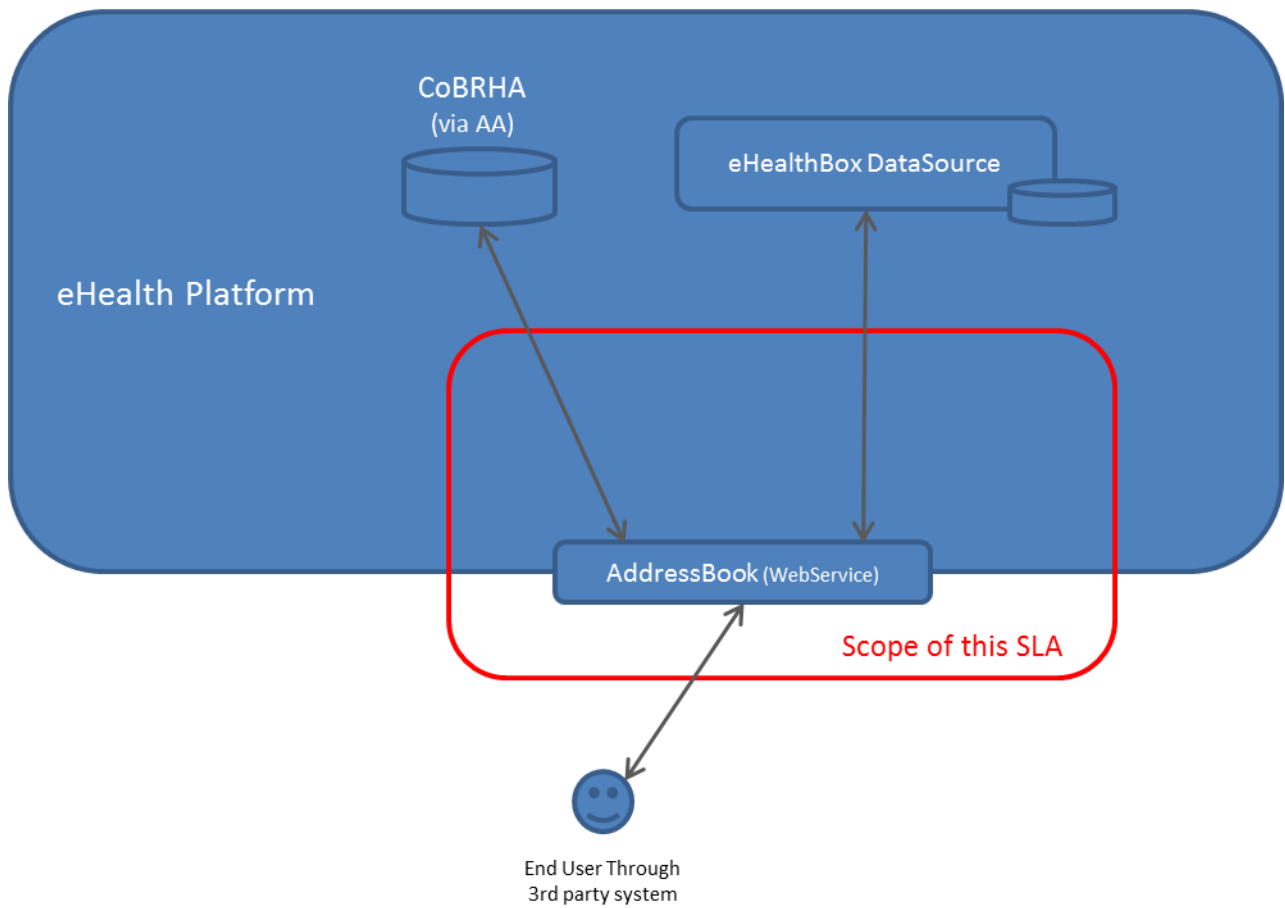 CoBRHA
(via AA)
eHealthBox DataSource
eHealth Platform
AddressBook (WebService)
Scope of this SLA
End User Through
3rd party system